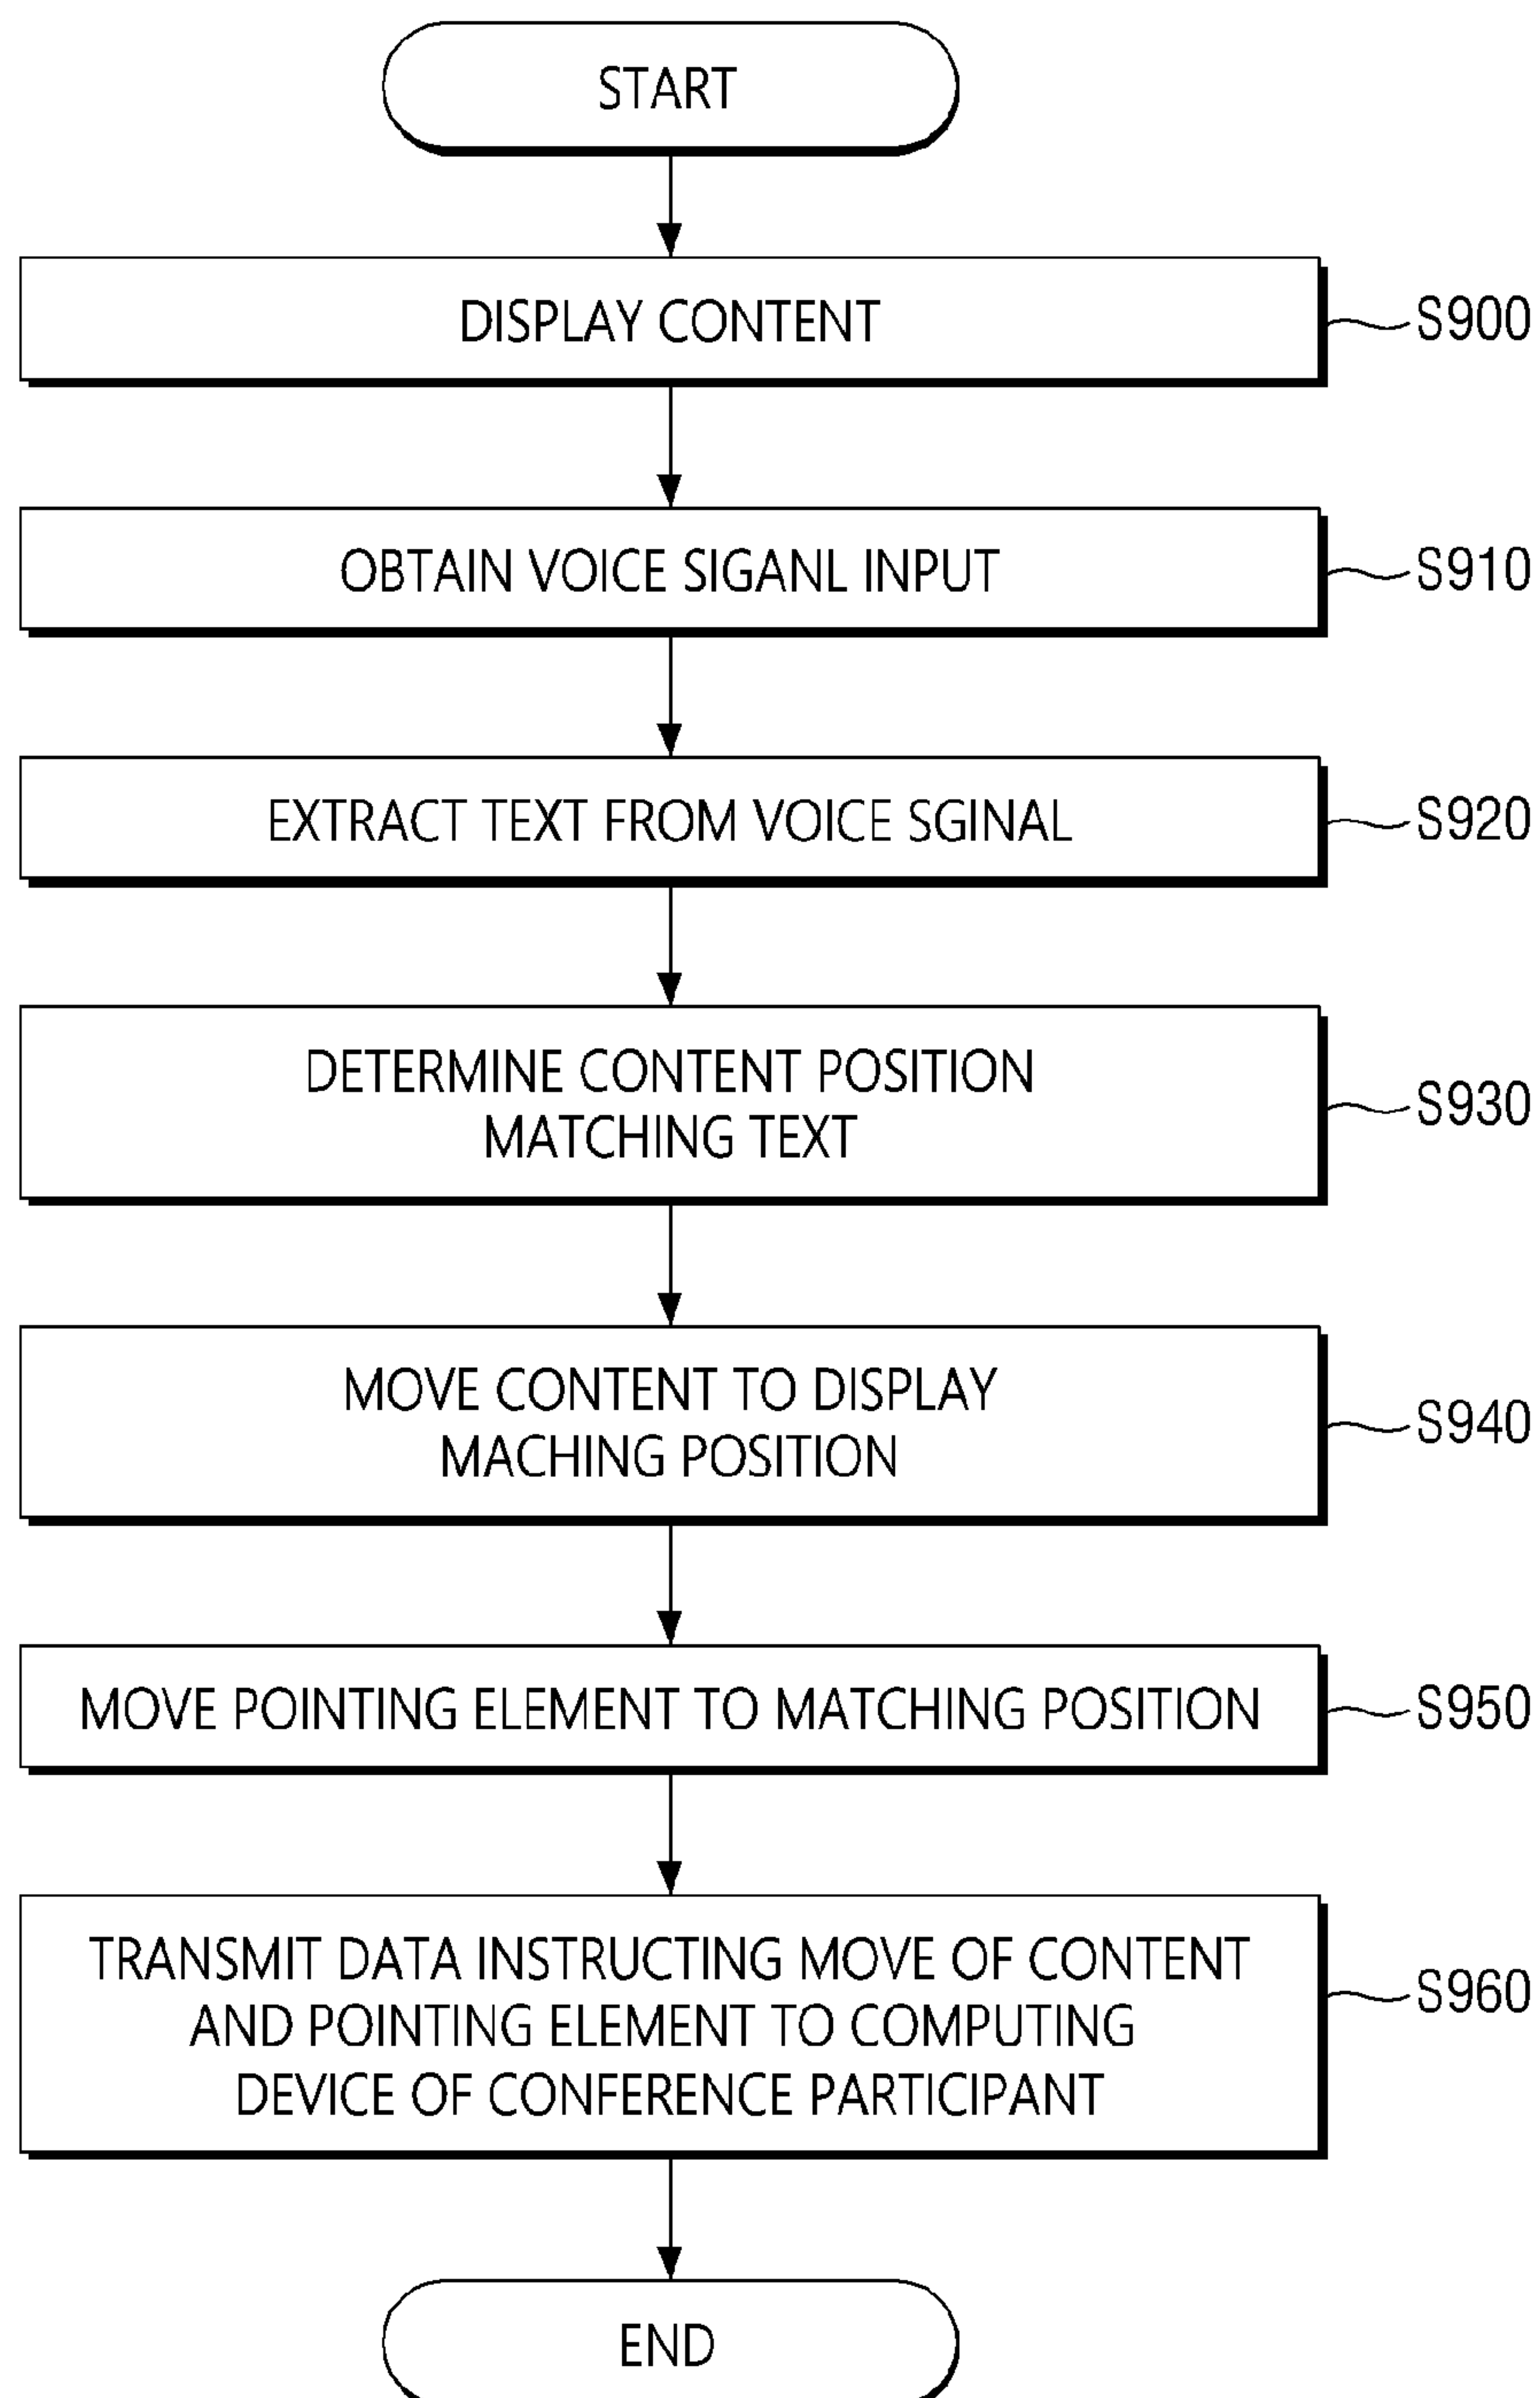 START
DISPLAY CONTENT
S900
OBTAIN VOICE SIGANL INPUT
S910
EXTRACT TEXT FROM VOICE SGINAL
S920
DETERMINE CONTENT POSITION
MATCHING TEXT
S930
MOVE CONTENT TO DISPLAY
MACHING POSITION
S940
MOVE POINTING ELEMENT TO MATCHING POSITION
S950
TRANSMIT DATA INSTRUCTING MOVE OF CONTENT
AND POINTING ELEMENT TO COMPUTING
DEVICE OF CONFERENCE PARTICIPANT
S960
END